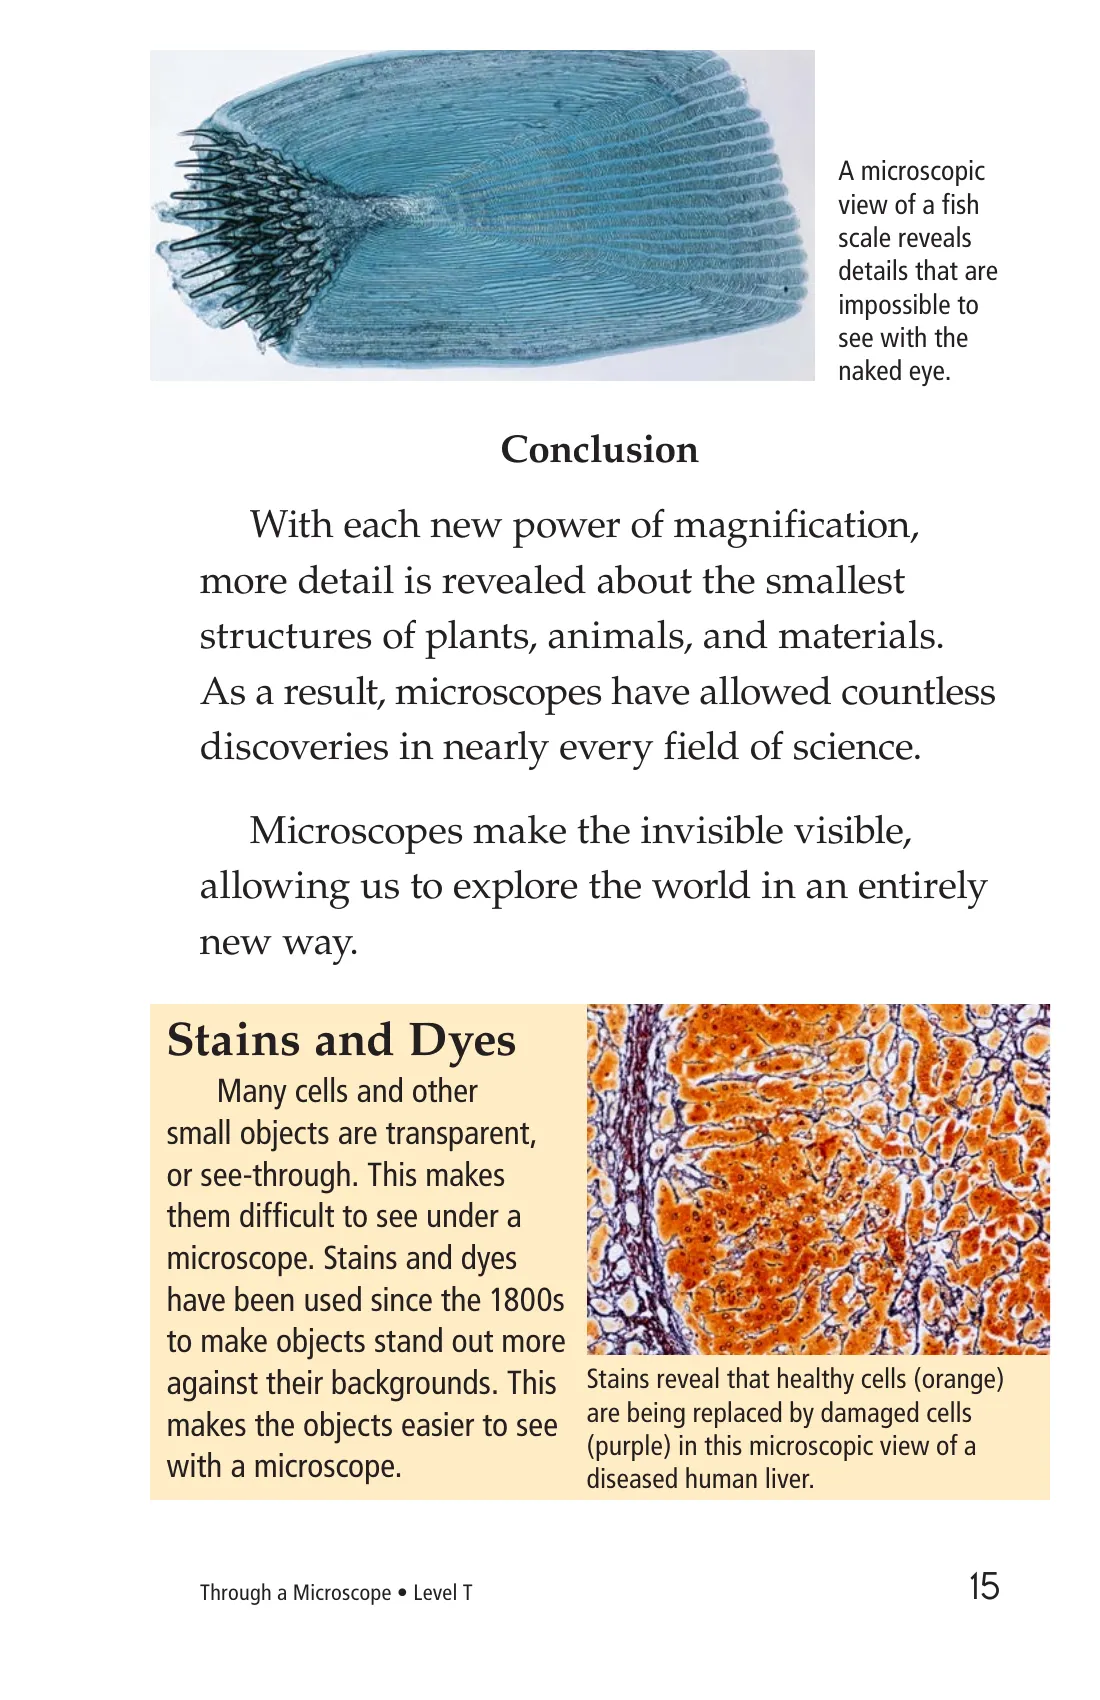 A microscopic
view of a fish
scale reveals
details that are
impossible to
see with the
naked eye.
Conclusion
With each new power of magnification,
more detail is revealed about the smallest
structures of plants, animals, and materials.
As a result, microscopes have allowed countless
discoveries in nearly every field of science.
Microscopes make the invisible visible,
allowing us to explore the world in an entirely
new way.
Stains and Dyes
Many cells and other
small objects are transparent,
or see-through. This makes
them difficult to see under a
microscope. Stains and dyes
have been used since the 1800s
to make objects stand out more
against their backgrounds. This
makes the objects easier to see
with a microscope.
Stains reveal that healthy cells (orange)
are being replaced by damaged cells
(purple) in this microscopic view of a
diseased human liver.
Through a Microscope • Level T
15